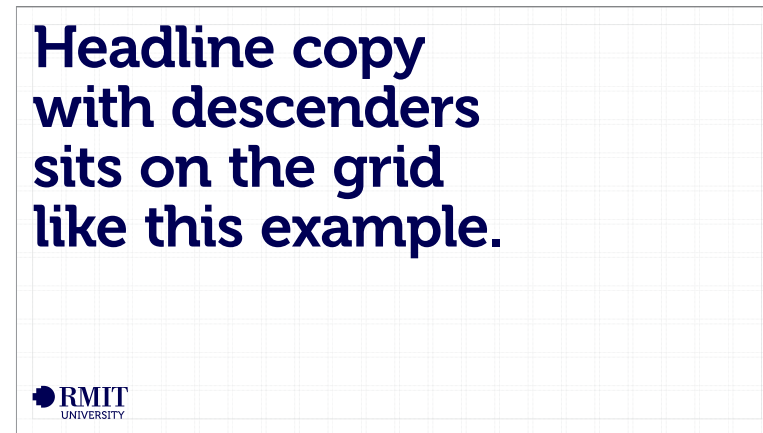 Headline copy
with descenders
sits on the grid
like this example.
RMIT
UNIVERSITY